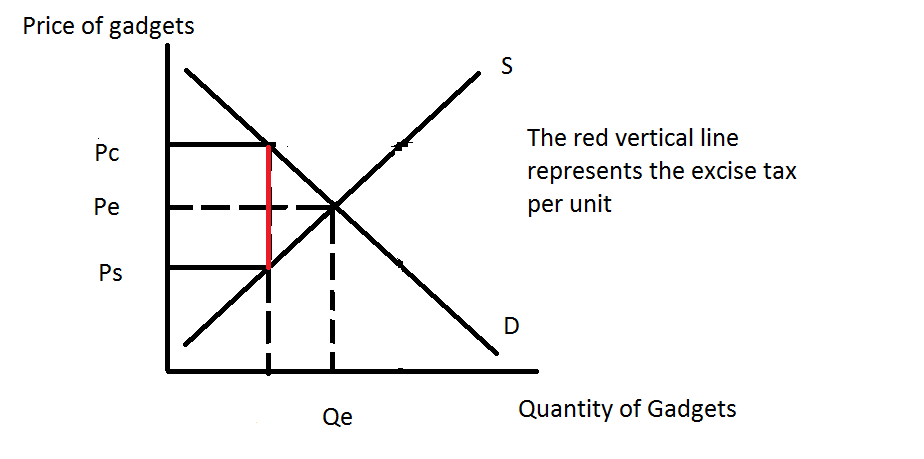 Price of gadgets
S
The red vertical line
represents the excise tax
per unit
Pc
Pe
Ps
D
Qe
Quantity of Gadgets